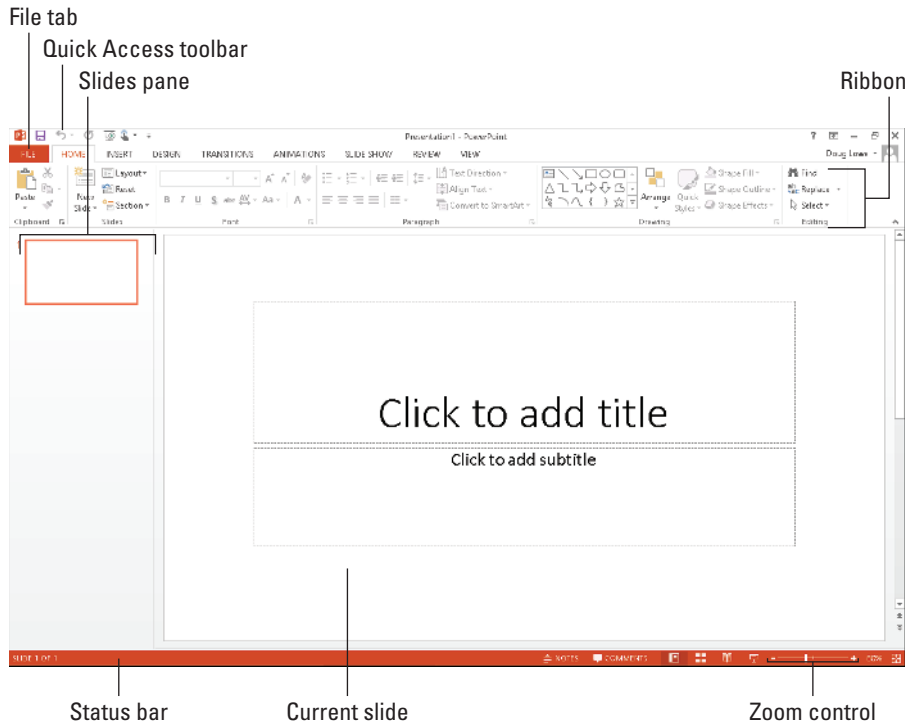 File tab
Quick Access toolbar
Slides pane
Ribbon
Presentation1 - PowerPoint
?
FILE HOME INSERT DESIGN TRANSITIONS ANIMATIONS SLIDE SHOW REVIEW VIEW
Doug Lowe
Paste
New Slide
Layout
Reset
Section
B I U S abc AV Aa A
Text Direction
Align Text
Convert to SmartArt
Arrange
Quick Styles
Shape Fill
Shape Outline
Shape Effects
Find
Replace
Select
Clipboard Slides Font Paragraph Drawing Editing
Click to add title
Click to add subtitle
SLIDE 1 OF 1
NOTES COMMENTS
Status bar
Current slide
Zoom control